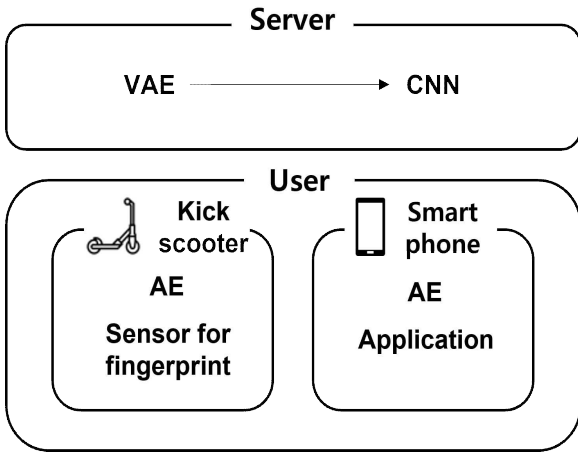 Server
VAE
CNN
User
Kick
scooter
AE
Sensor for
fingerprint
Smart
phone
AE
Application